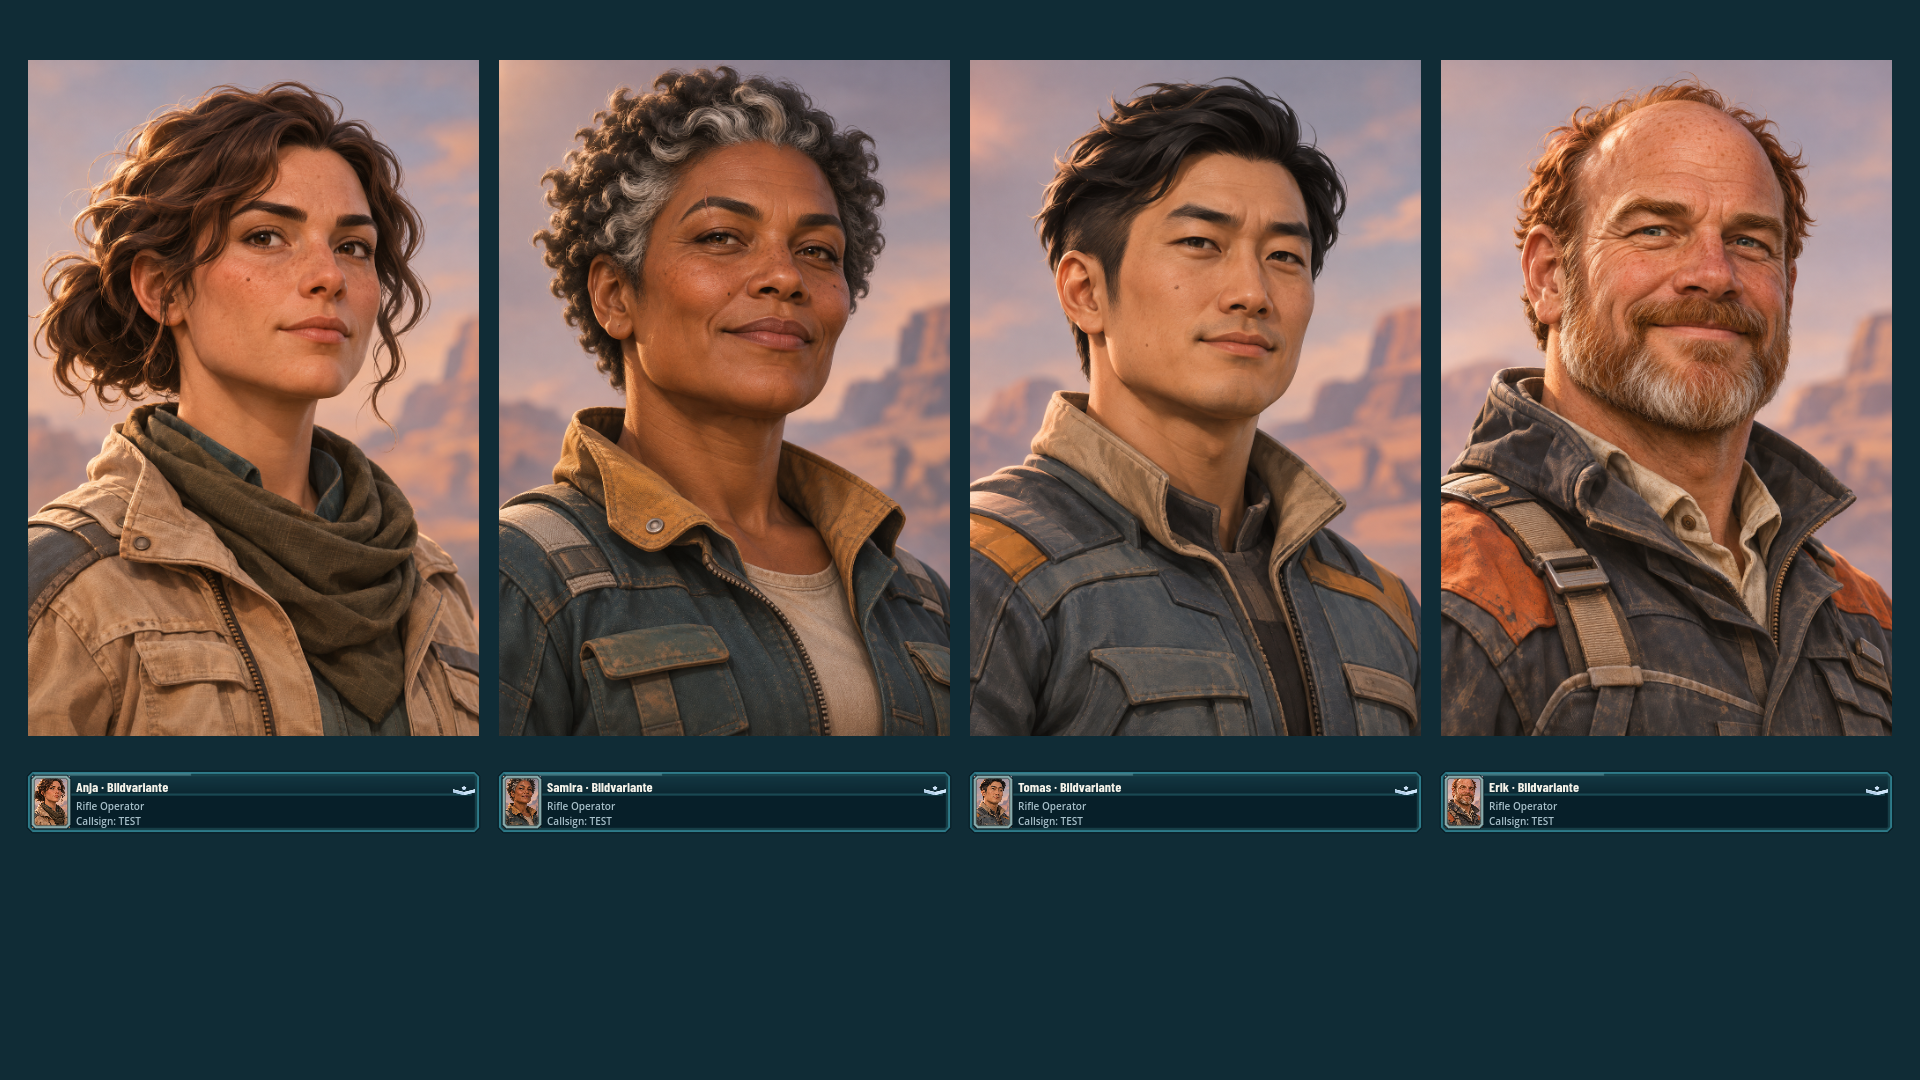 Anja · Bildvariante
Rifle Operator
Callsign: TEST
Samira · Bildvariante
Rifle Operator
Callsign: TEST
Tomas · Bildvariante
Rifle Operator
Callsign: TEST
Erik · Bildvariante
Rifle Operator
Callsign: TEST